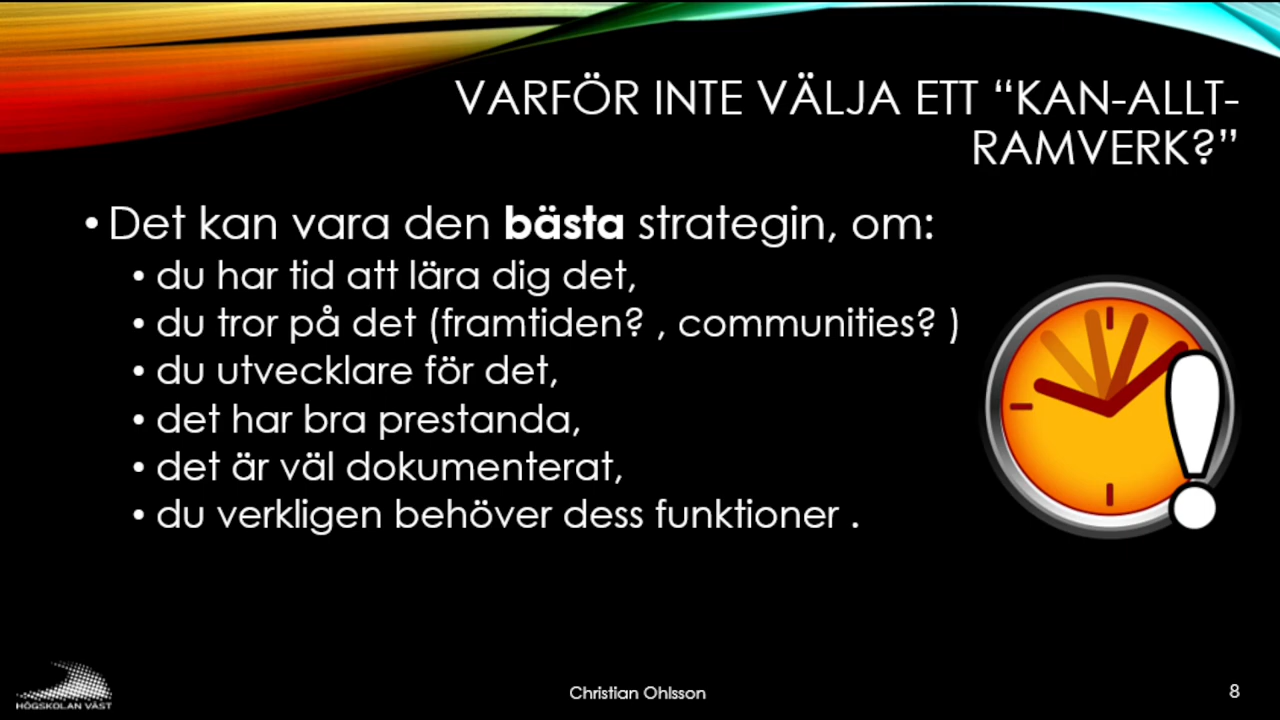 VARFÖR INTE VÄLJA ETT “KAN-ALLT-
RAMVERK?”
• Det kan vara den bästa strategin, om:
• du har tid att lära dig det,
• du tror på det (framtiden? , communities? )
• du utvecklare för det,
• det har bra prestanda,
• det är väl dokumenterat,
• du verkligen behöver dess funktioner .
HÖGSKOLAN VÄST
Christian Ohlsson
8